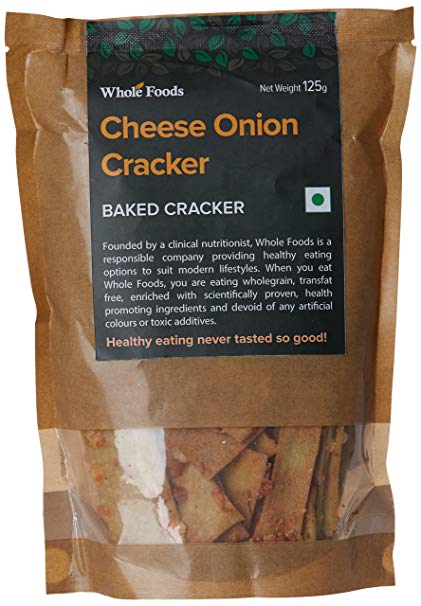 Whole Foods
Net Weight 125g
Cheese Onion
Cracker
BAKED CRACKER
Founded by a clinical nutritionist, Whole Foods is a
responsible company providing healthy eating
options to suit modern lifestyles. When you eat
Whole Foods, you are eating wholegrain, transfat
free, enriched with scientifically proven, health
promoting ingredients and devoid of any artificial
colours or toxic additives.
Healthy eating never tasted so good!